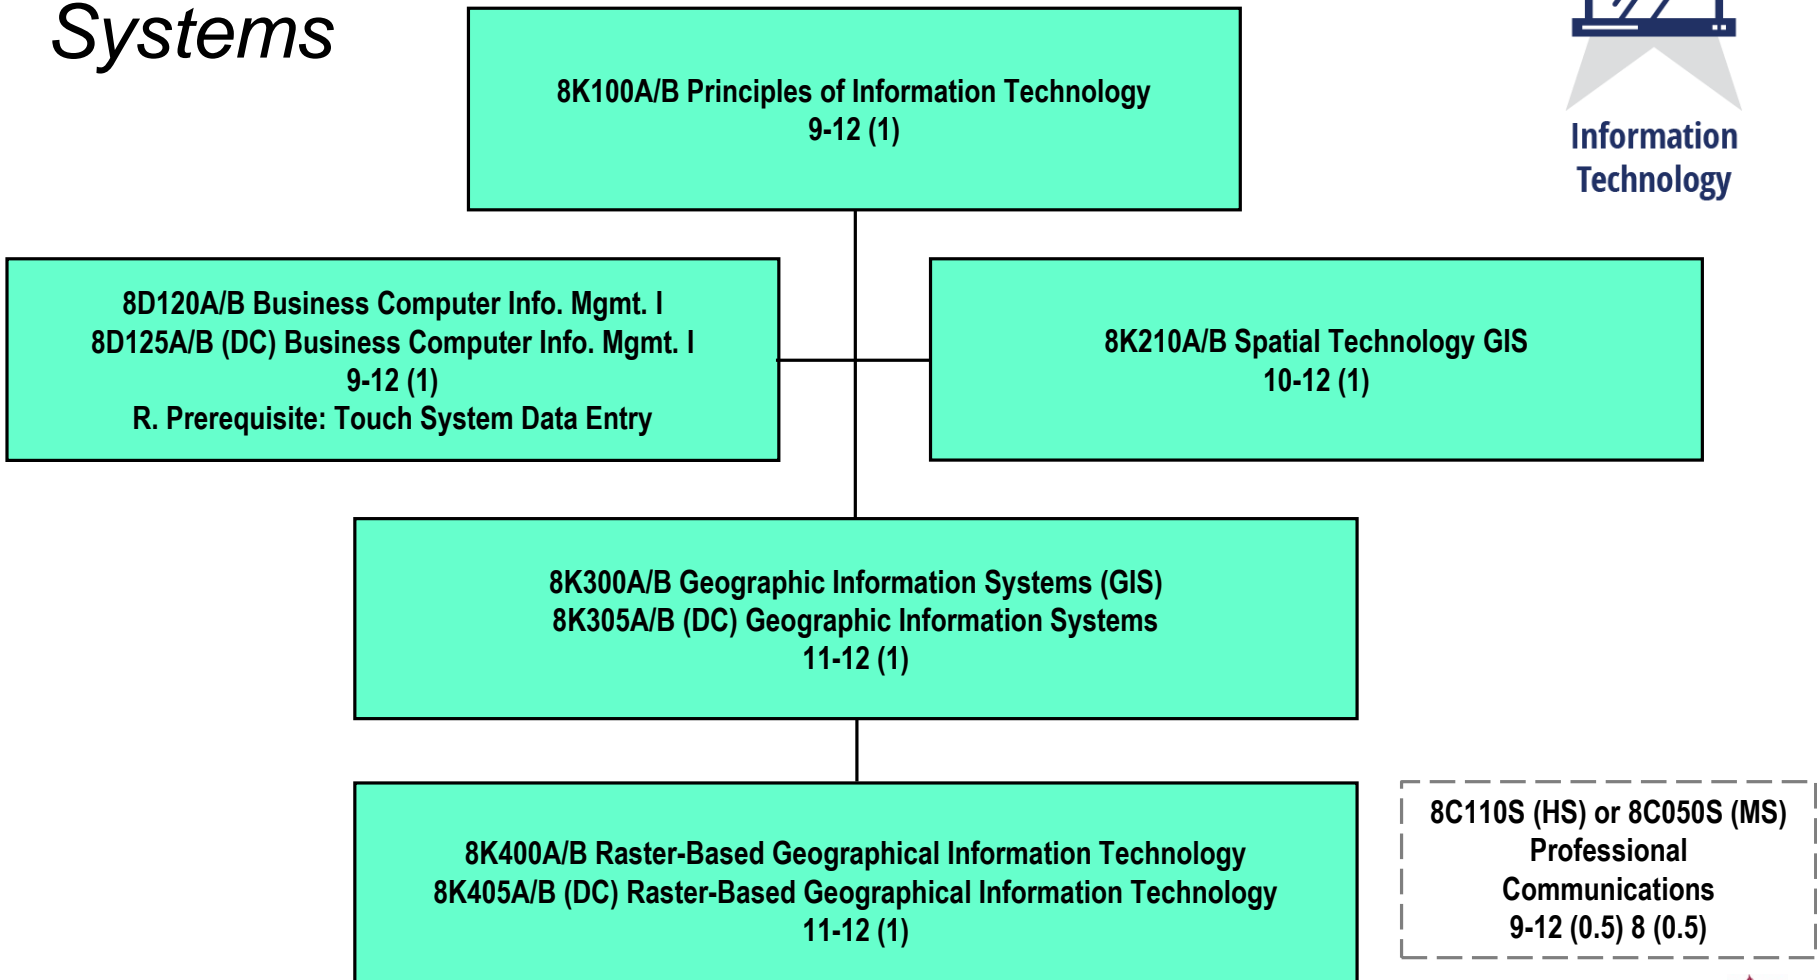 Systems
8K100A/B Principles of Information Technology
9-12 (1)
Information
Technology
8D120A/B Business Computer Info. Mgmt. I
8D125A/B (DC) Business Computer Info. Mgmt. I
9-12 (1)
R. Prerequisite: Touch System Data Entry
8K210A/B Spatial Technology GIS
10-12 (1)
8K300A/B Geographic Information Systems (GIS)
8K305A/B (DC) Geographic Information Systems
11-12 (1)
8K400A/B Raster-Based Geographical Information Technology
8K405A/B (DC) Raster-Based Geographical Information Technology
11-12 (1)
8C110S (HS) or 8C050S (MS)
Professional
Communications
9-12 (0.5) 8 (0.5)